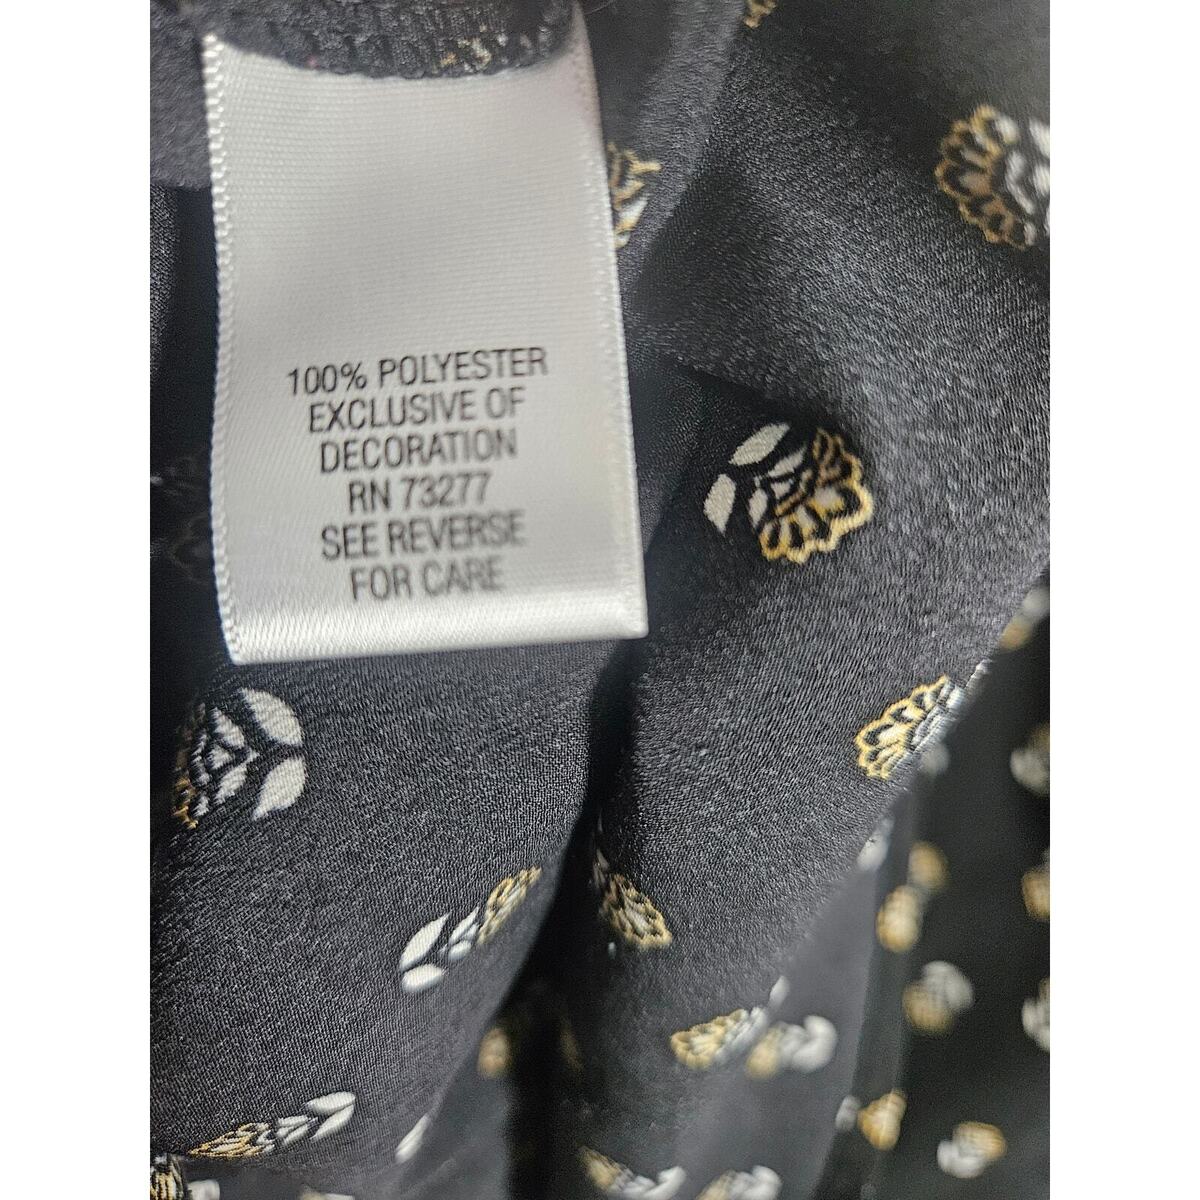 100% POLYESTER
EXCLUSIVE OF
DECORATION
RN 73277
SEE REVERSE
FOR CARE